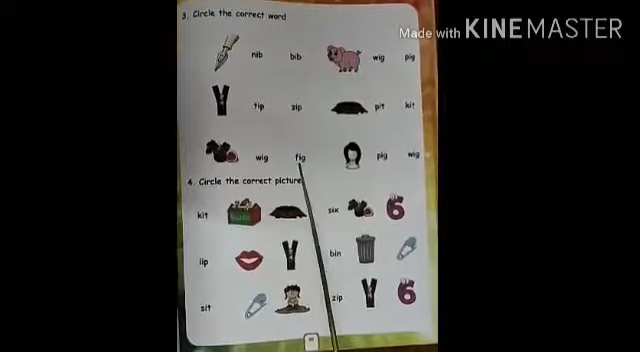 Made with KINEMASTER
3. Circle the correct word
nib bib wig pig
tip zip pit kit
wig fig pig wig
4. Circle the correct picture
kit six
lip bin
sit zip